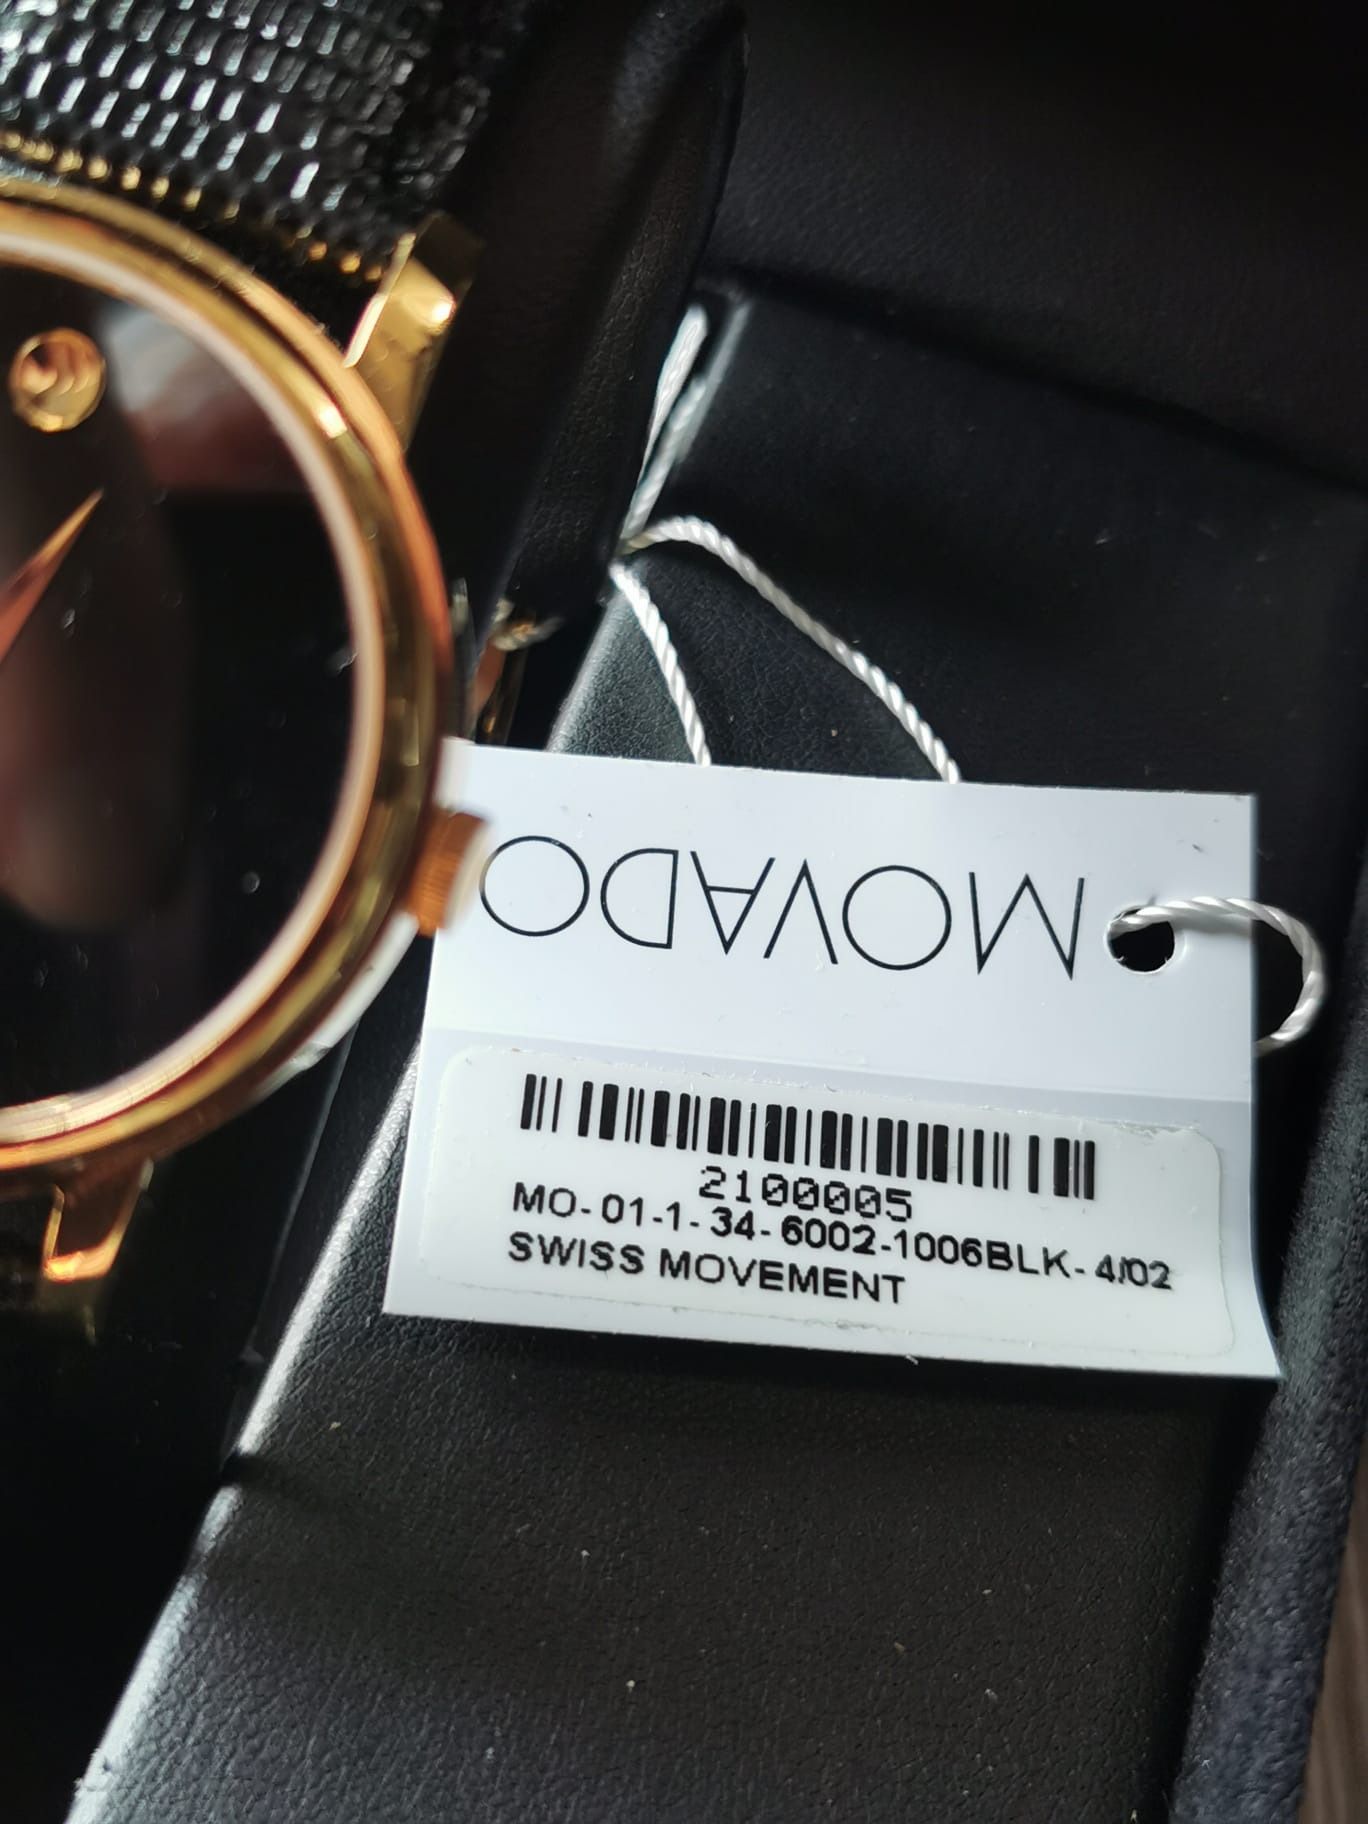 MOVADO
2100005
MO-01-1-34-6002-1006BLK-4/02
SWISS MOVEMENT